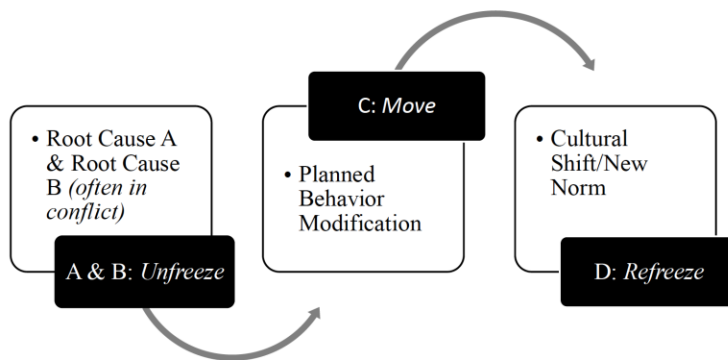 • Root Cause A
& Root Cause
B (often in
conflict)
A & B: Unfreeze
C: Move
• Planned
Behavior
Modification
• Cultural
Shift/New
Norm
D: Refreeze